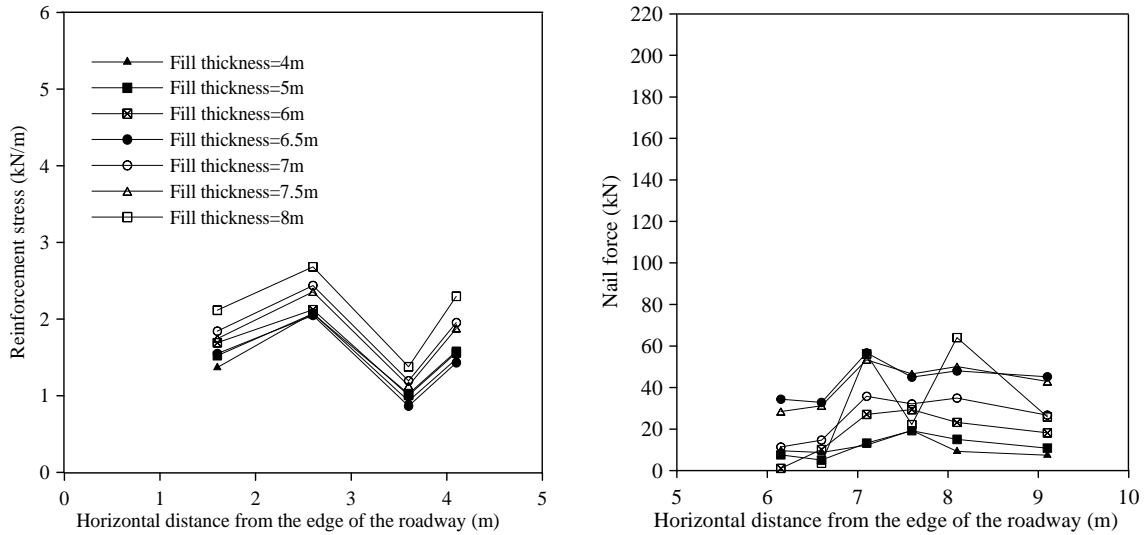 6
5
4
3
2
1
0
Reinforcement stress (kN/m)
Fill thickness=4m
Fill thickness=5m
Fill thickness=6m
Fill thickness=6.5m
Fill thickness=7m
Fill thickness=7.5m
Fill thickness=8m
0 1 2 3 4 5
Horizontal distance from the edge of the roadway (m)
220
200
180
160
140
120
100
80
60
40
20
0
Nail force (kN)
5 6 7 8 9 10
Horizontal distance from the edge of the roadway (m)